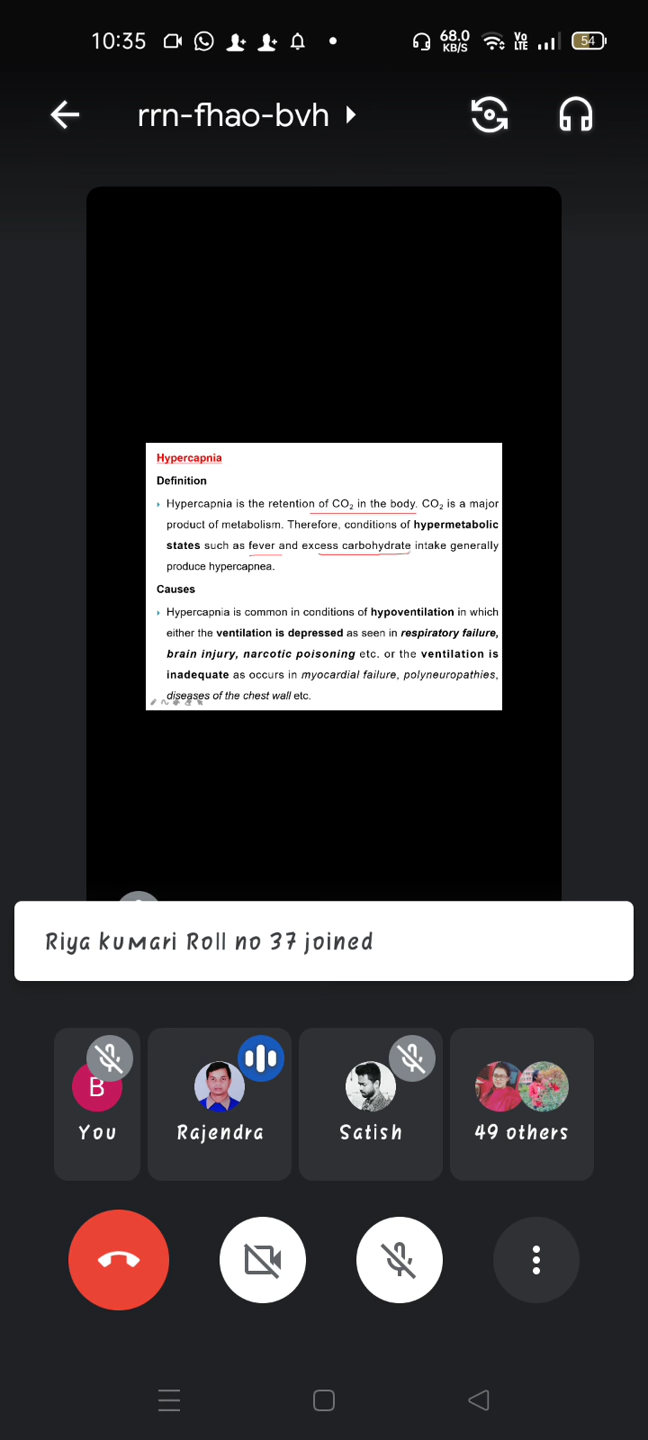 10:35
68.0
KB/S
Vo
LTE
54
rrn-fhao-bvh
Hypercapnia
Definition
Hypercapnia is the retention of CO₂ in the body. CO₂ is a major
product of metabolism. Therefore, conditions of hypermetabolic
states such as fever and excess carbohydrate intake generally
produce hypercapnea.
Causes
Hypercapnia is common in conditions of hypoventilation in which
either the ventilation is depressed as seen in respiratory failure,
brain injury, narcotic poisoning etc. or the ventilation is
inadequate as occurs in myocardial failure, polyneuropathies,
diseases of the chest wall etc.
Riya kumari Roll no 37 joined
B
You
Rajendra
Satish
49 others